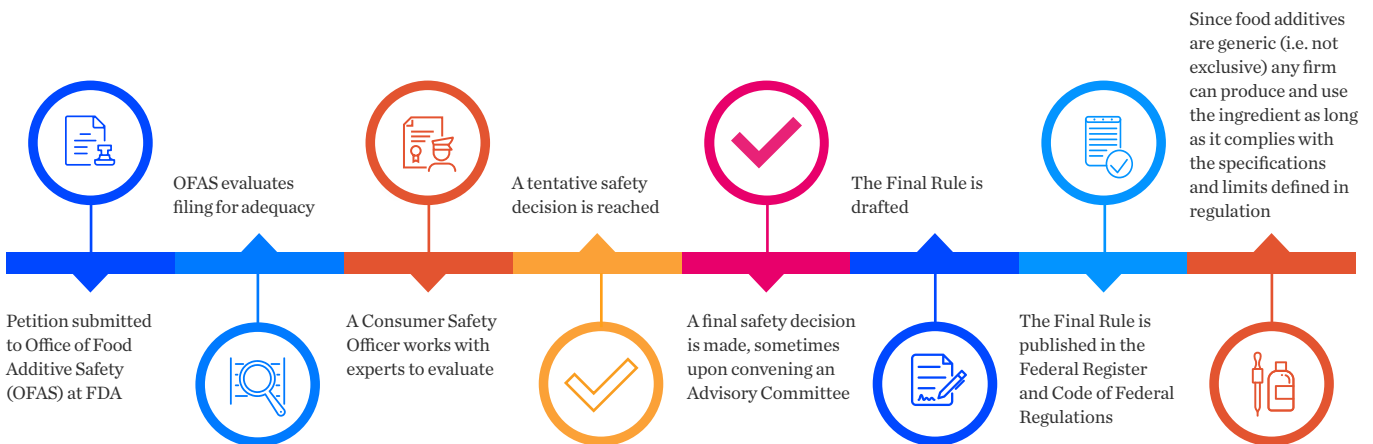 Petition submitted
to Office of Food
Additive Safety
(OFAS) at FDA
OFAS evaluates
filing for adequacy
A Consumer Safety
Officer works with
experts to evaluate
A tentative safety
decision is reached
A final safety decision
is made, sometimes
upon convening an
Advisory Committee
The Final Rule is
drafted
The Final Rule is
published in the
Federal Register
and Code of Federal
Regulations
Since food additives
are generic (i.e. not
exclusive) any firm
can produce and use
the ingredient as long
as it complies with
the specifications
and limits defined in
regulation